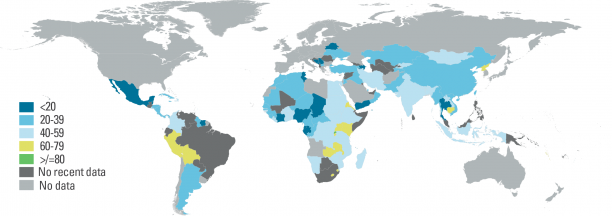 <20
20-39
40-59
60-79
>/=80
No recent data
No data